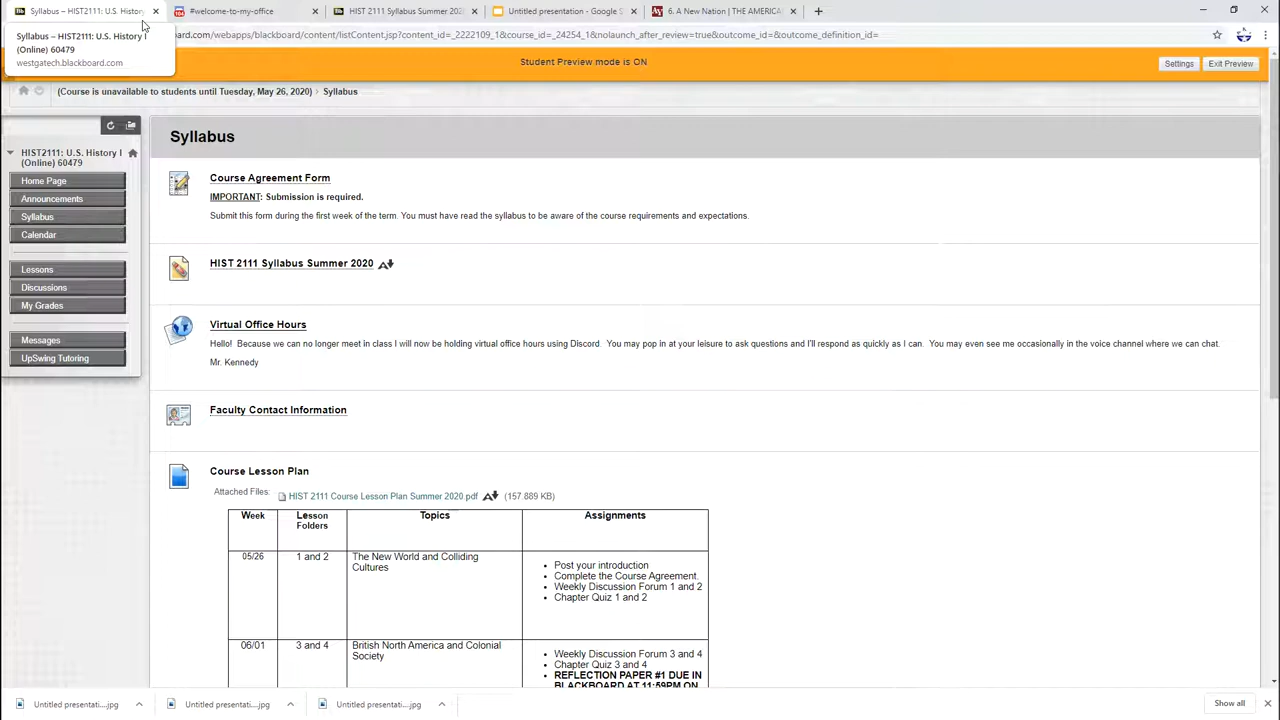 Syllabus – HIST2111: U.S. History
#welcome-to-my-office
HIST 2111 Syllabus Summer 202
Untitled presentation - Google S
6. A New Nation | THE AMERICA
Syllabus – HIST2111: U.S. History I
(Online) 60479
westgatech.blackboard.com
ard.com/webapps/blackboard/content/listContent.jsp?content_id=_2222109_1&course_id=_24254_1&nolaunch_after_review=true&outcome_id=&outcome_definition_id=
Student Preview mode is ON
Settings
Exit Preview
(Course is unavailable to students until Tuesday, May 26, 2020)
Syllabus
HIST2111: U.S. History I
(Online) 60479
Home Page
Announcements
Syllabus
Calendar
Lessons
Discussions
My Grades
Messages
UpSwing Tutoring
Syllabus
Course Agreement Form
IMPORTANT: Submission is required.
Submit this form during the first week of the term. You must have read the syllabus to be aware of the course requirements and expectations.
HIST 2111 Syllabus Summer 2020
Virtual Office Hours
Hello! Because we can no longer meet in class I will now be holding virtual office hours using Discord. You may pop in at your leisure to ask questions and I'll respond as quickly as I can. You may even see me occasionally in the voice channel where we can chat.
Mr. Kennedy
Faculty Contact Information
Course Lesson Plan
Attached Files: HIST 2111 Course Lesson Plan Summer 2020.pdf (157.889 KB)
Week
Lesson
Folders
Topics
Assignments
05/26
1 and 2
The New World and Colliding
Cultures
Post your introduction
Complete the Course Agreement.
Weekly Discussion Forum 1 and 2
Chapter Quiz 1 and 2
06/01
3 and 4
British North America and Colonial
Society
Weekly Discussion Forum 3 and 4
Chapter Quiz 3 and 4
REFLECTION PAPER #1 DUE IN
BLACKBOARD AT 11:59PM ON
Untitled presentati....jpg
Untitled presentati....jpg
Untitled presentati....jpg
Show all